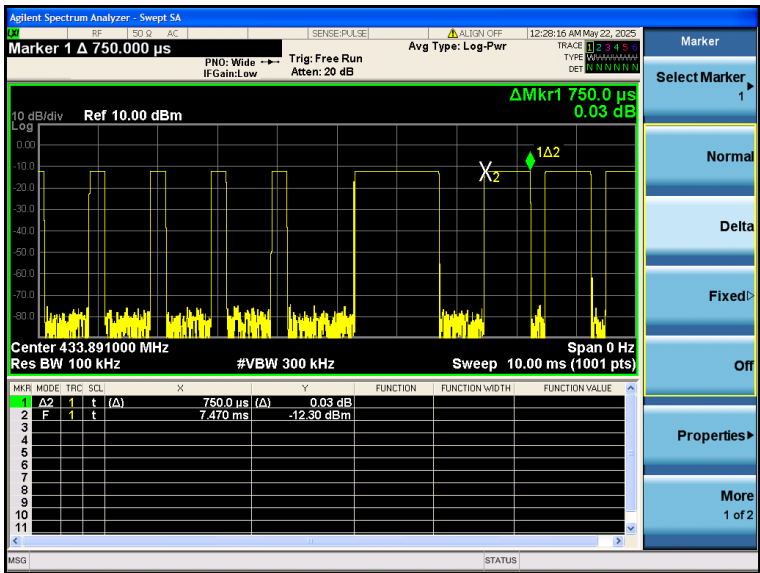 Agilent Spectrum Analyzer - Swept SA
LXI RF 50 Ω AC SENSE:PULSE ALIGN OFF 12:28:16 AM May 22, 2025
Marker 1 Δ 750.000 µs
PNO: Wide
IFGain:Low
Trig: Free Run
Atten: 20 dB
Avg Type: Log-Pwr
TRACE 1 2 3 4 5 6
TYPE W
DET N N N N N N
ΔMkr1 750.0 µs
0.03 dB
10 dB/div Ref 10.00 dBm
Log
0.00
-10.0
-20.0
-30.0
-40.0
-50.0
-60.0
-70.0
-80.0
1Δ2
X2
Center 433.891000 MHz Span 0 Hz
Res BW 100 kHz #VBW 300 kHz Sweep 10.00 ms (1001 pts)
MKR MODE TRC SCL X Y FUNCTION FUNCTION WIDTH FUNCTION VALUE
1 Δ2 1 t (Δ) 750.0 µs (Δ) 0.03 dB
2 F 1 t 7.470 ms -12.30 dBm
3
4
5
6
7
8
9
10
11
MSG STATUS
Marker
Select Marker
1
Normal
Delta
Fixed
Off
Properties
More
1 of 2